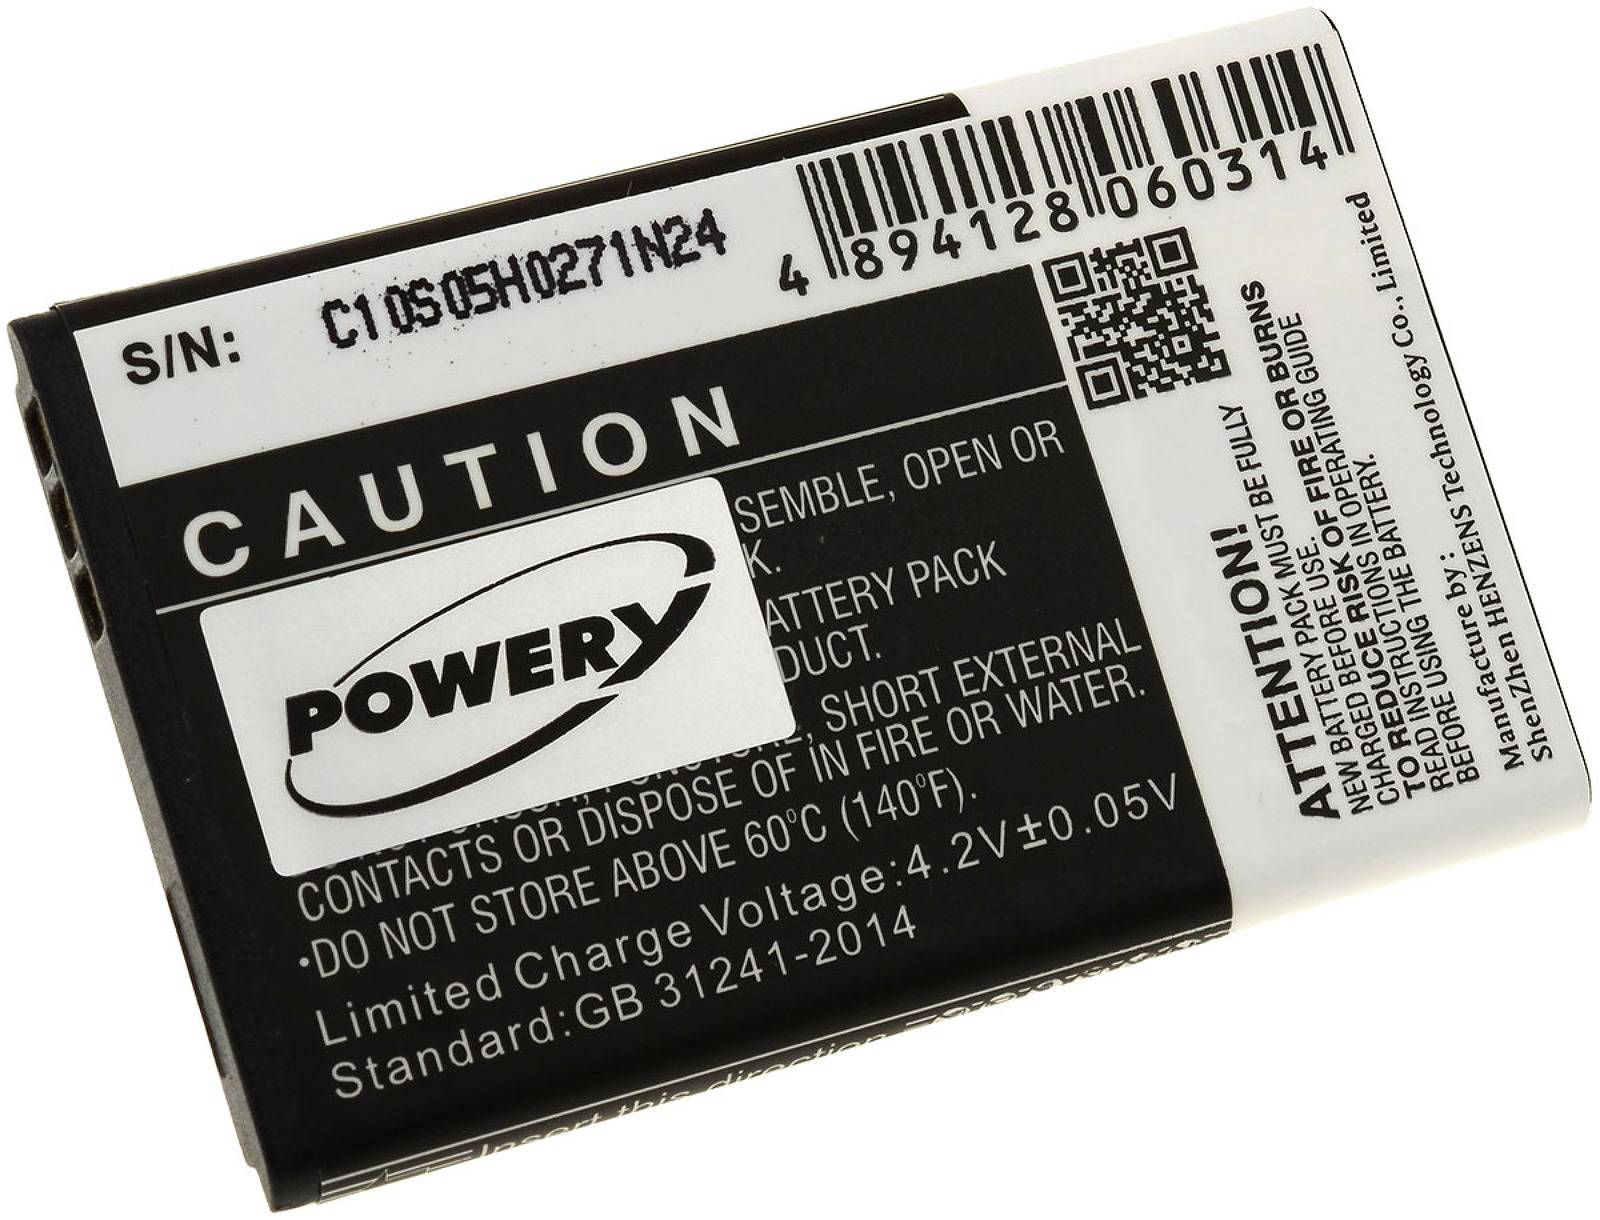 4 894128 060314
S/N: C10S05H0271N24
CAUTION
SEMBLE, OPEN OR
K.
ATTERY PACK
DUCT.
POWERY
SHORT EXTERNAL
CONTACTS OR DISPOSE OF IN FIRE OR WATER.
•DO NOT STORE ABOVE 60°C (140°F).
Limited Charge Voltage:4.2V±0.05V
Standard:GB 31241-2014
Insert this direction
ATTENTION!
NEW BATTERY PACK MUST BE FULLY
CHARGED BEFORE USE.
TO REDUCE RISK OF FIRE OR BURNS
READ INSTRUCTIONS IN OPERATING GUIDE
BEFORE USING THE BATTERY.
Manufacture by:
ShenZhen HENZENS Technology Co., Limited